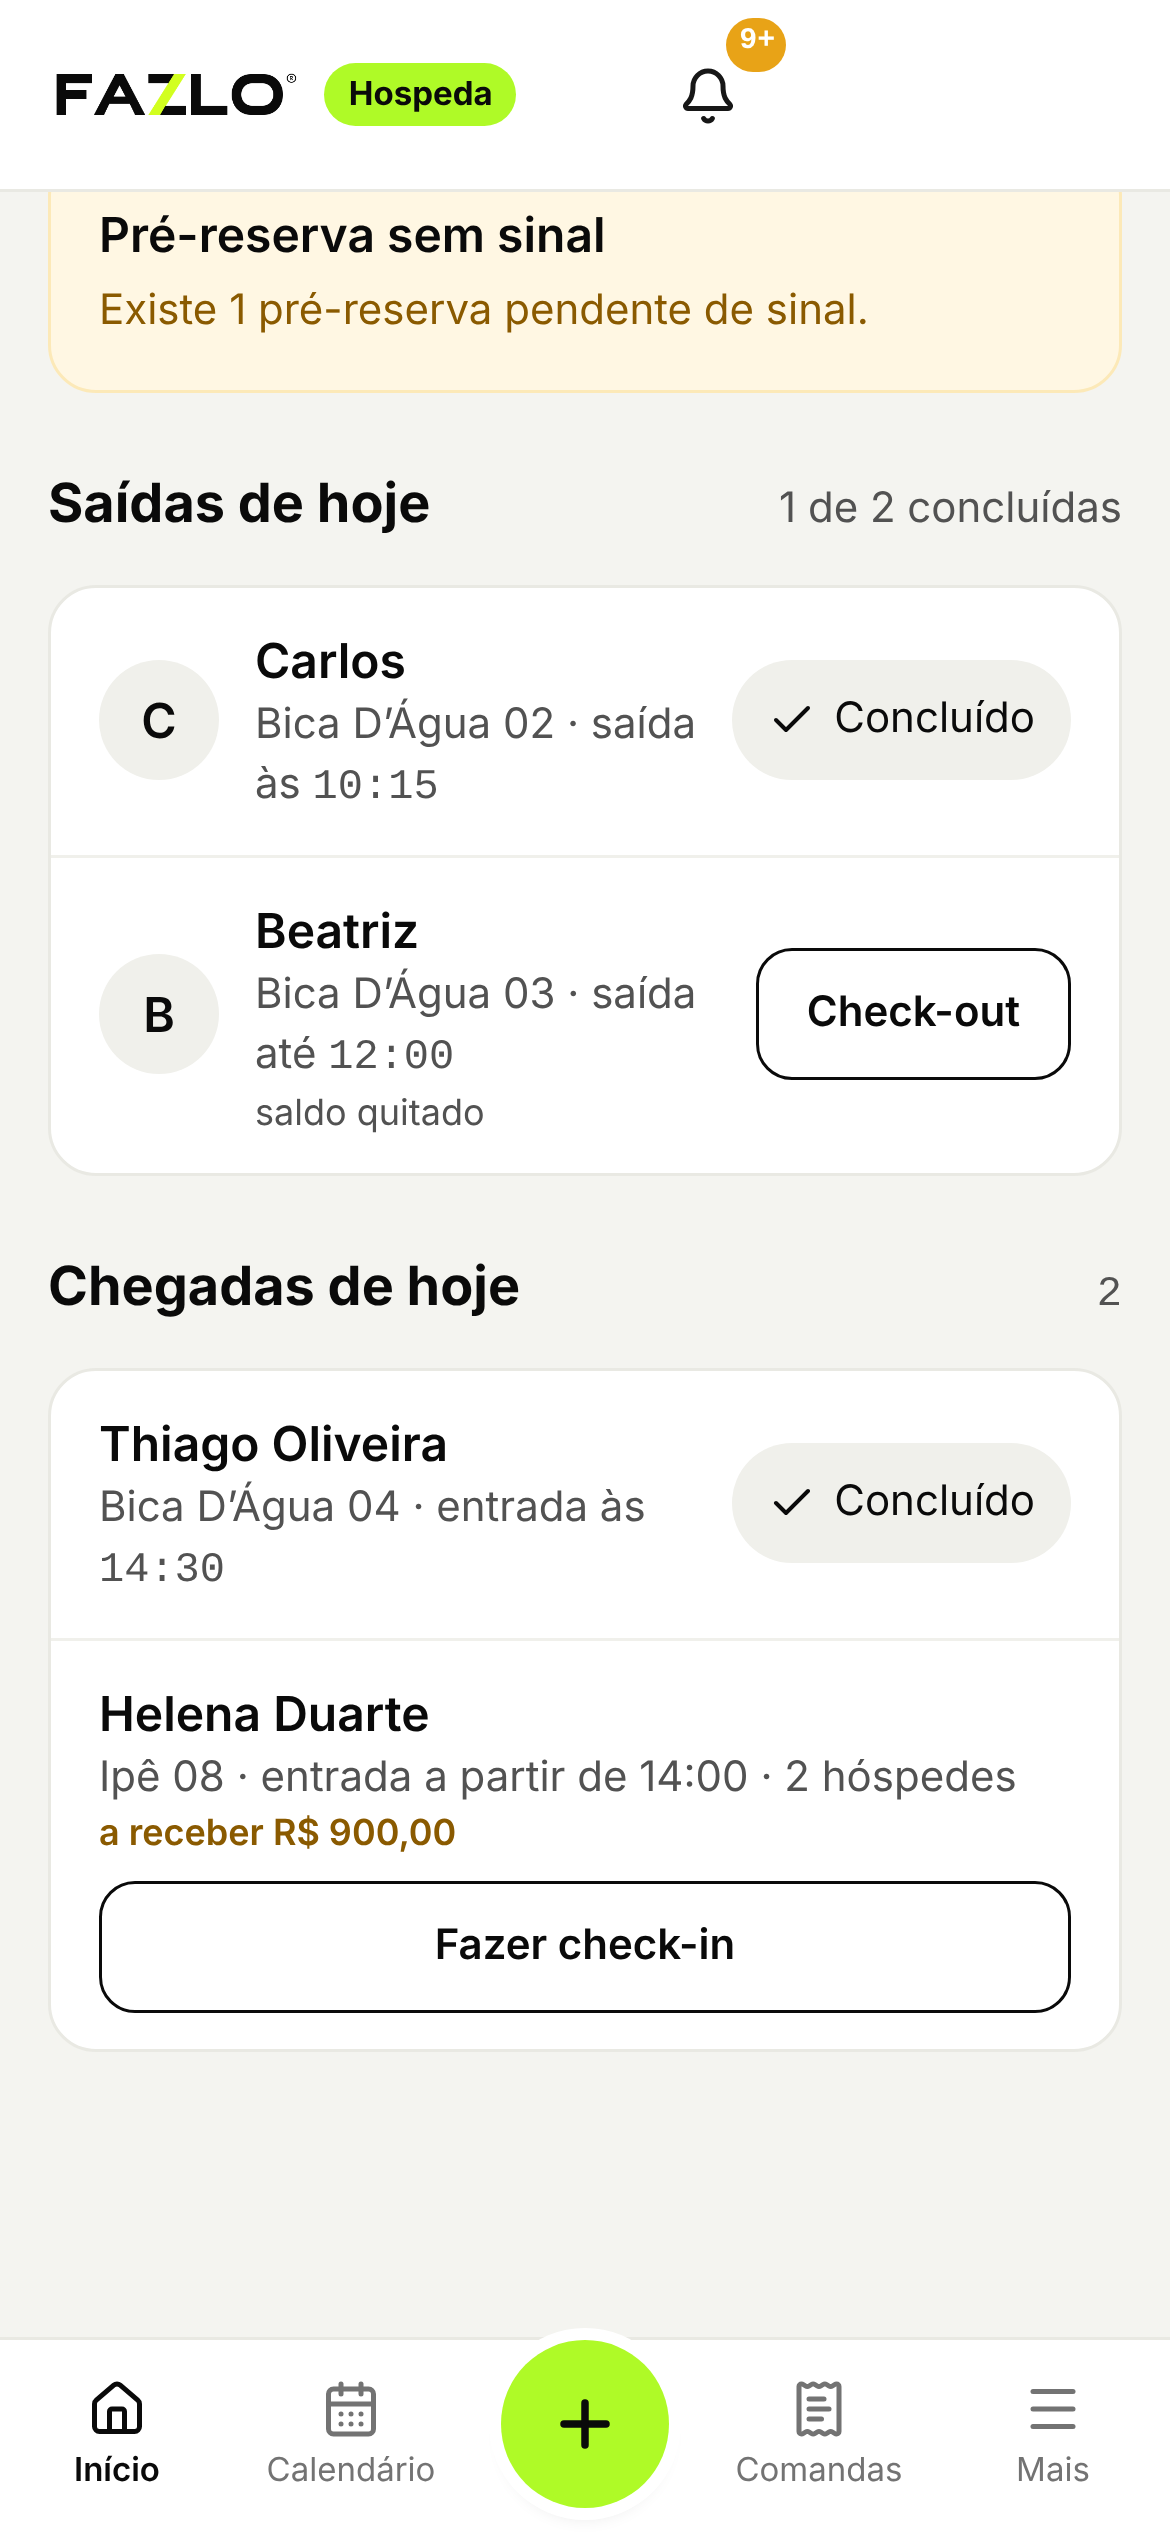 FAZLO®
Hospeda
9+
Pré-reserva sem sinal
Existe 1 pré-reserva pendente de sinal.
Saídas de hoje
1 de 2 concluídas
C
Carlos
Bica D’Água 02 · saída
às 10:15
Concluído
B
Beatriz
Bica D’Água 03 · saída
até 12:00
saldo quitado
Check-out
Chegadas de hoje
2
Thiago Oliveira
Bica D’Água 04 · entrada às
14:30
Concluído
Helena Duarte
Ipê 08 · entrada a partir de 14:00 · 2 hóspedes
a receber R$ 900,00
Fazer check-in
Início
Calendário
Comandas
Mais